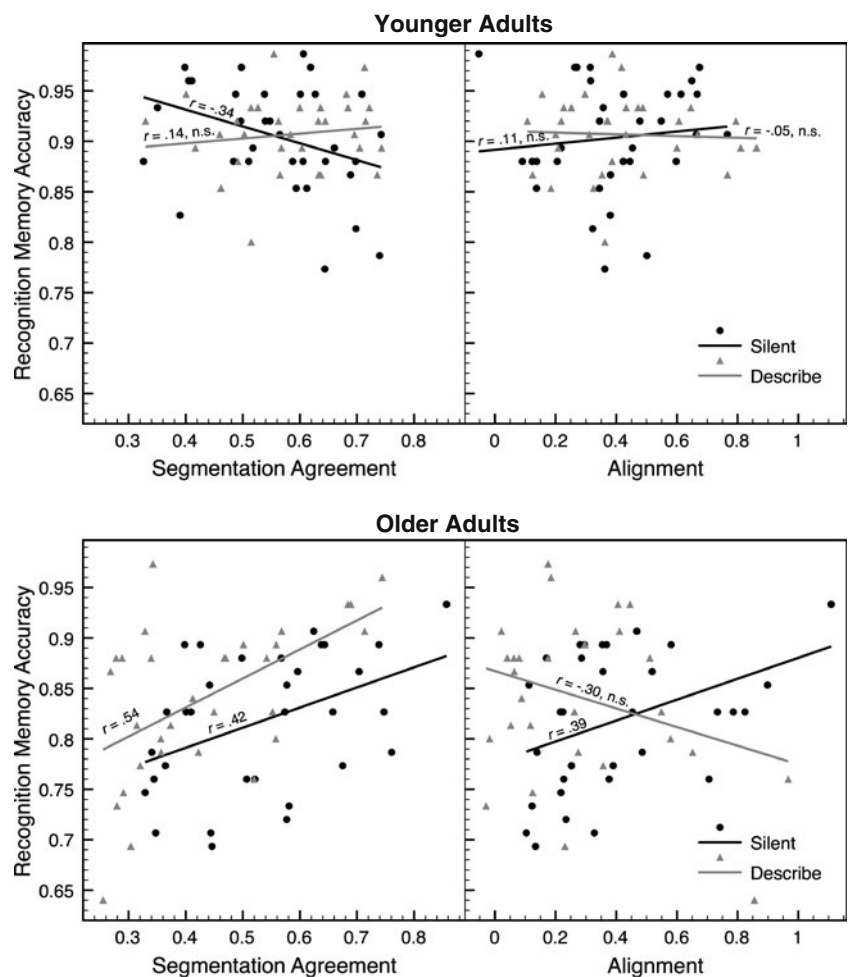 Younger Adults
Recognition Memory Accuracy
0.95
0.9
0.85
0.8
0.75
0.7
0.65
r = -.34
r = .14, n.s.
r = .11, n.s.
r = -.05, n.s.
Silent
Describe
0.3 0.4 0.5 0.6 0.7 0.8
0 0.2 0.4 0.6 0.8 1
Segmentation Agreement
Alignment
Older Adults
Recognition Memory Accuracy
0.95
0.9
0.85
0.8
0.75
0.7
0.65
r = .54
r = .42
r = -.30, n.s.
r = .39
Silent
Describe
0.3 0.4 0.5 0.6 0.7 0.8
0 0.2 0.4 0.6 0.8 1
Segmentation Agreement
Alignment